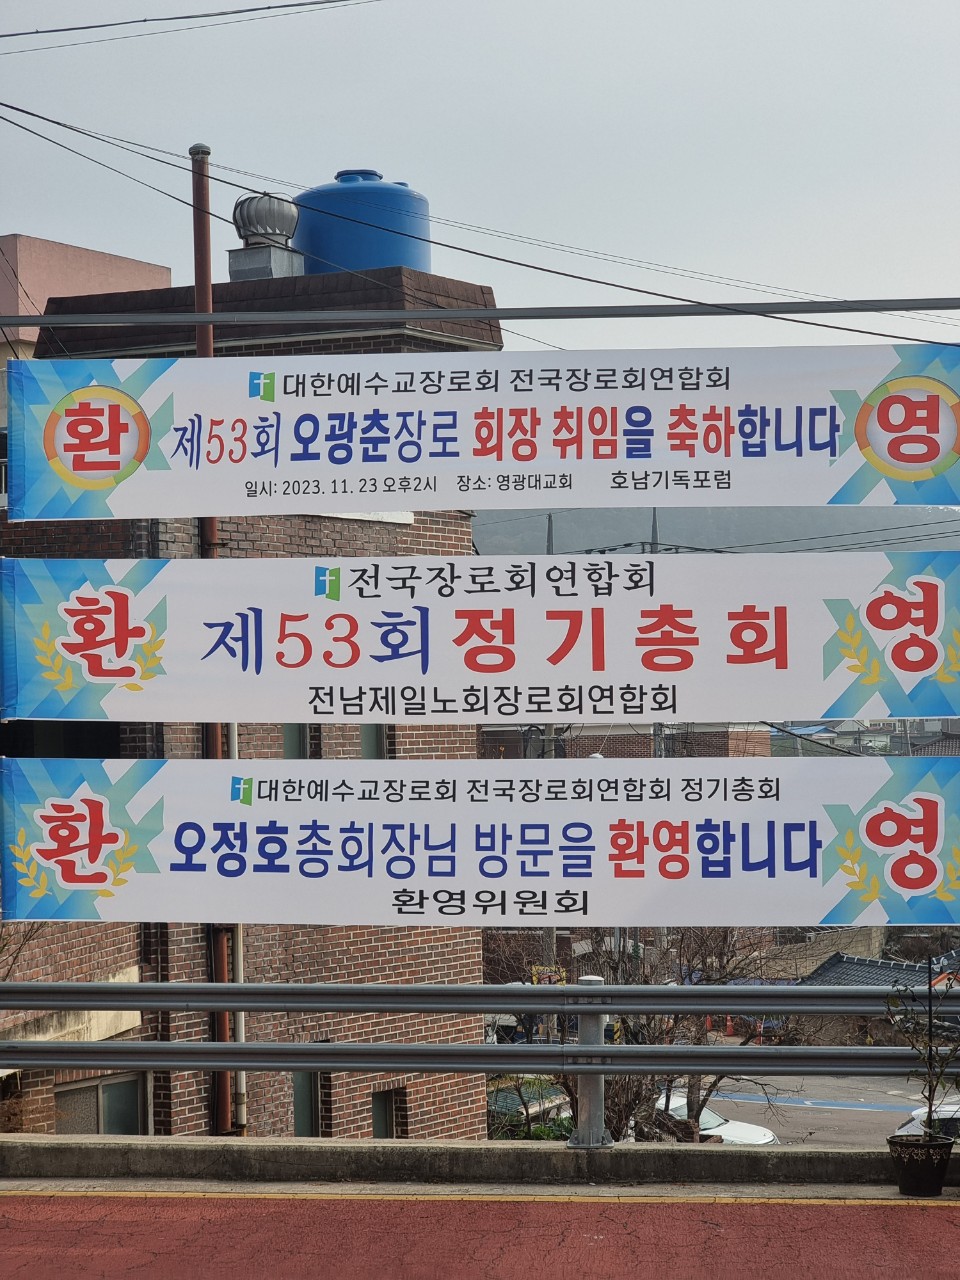 대한예수교장로회 전국장로회연합회
환 제53회 오광춘장로 회장 취임을 축하합니다 영
일시: 2023. 11. 23 오후2시 장소: 영광대교회 호남기독포럼
전국장로회연합회
환 제53회 정기총회 영
전남제일노회장로회연합회
대한예수교장로회 전국장로회연합회 정기총회
환 오정호총회장님 방문을 환영합니다 영
환영위원회